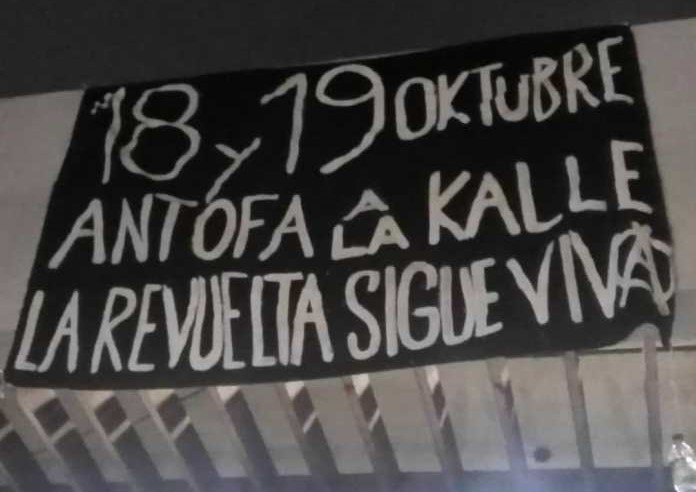 18 y 19 OKTUBRE
ANTOFA A LA KALLE
LA REVUELTA SIGUE VIVA